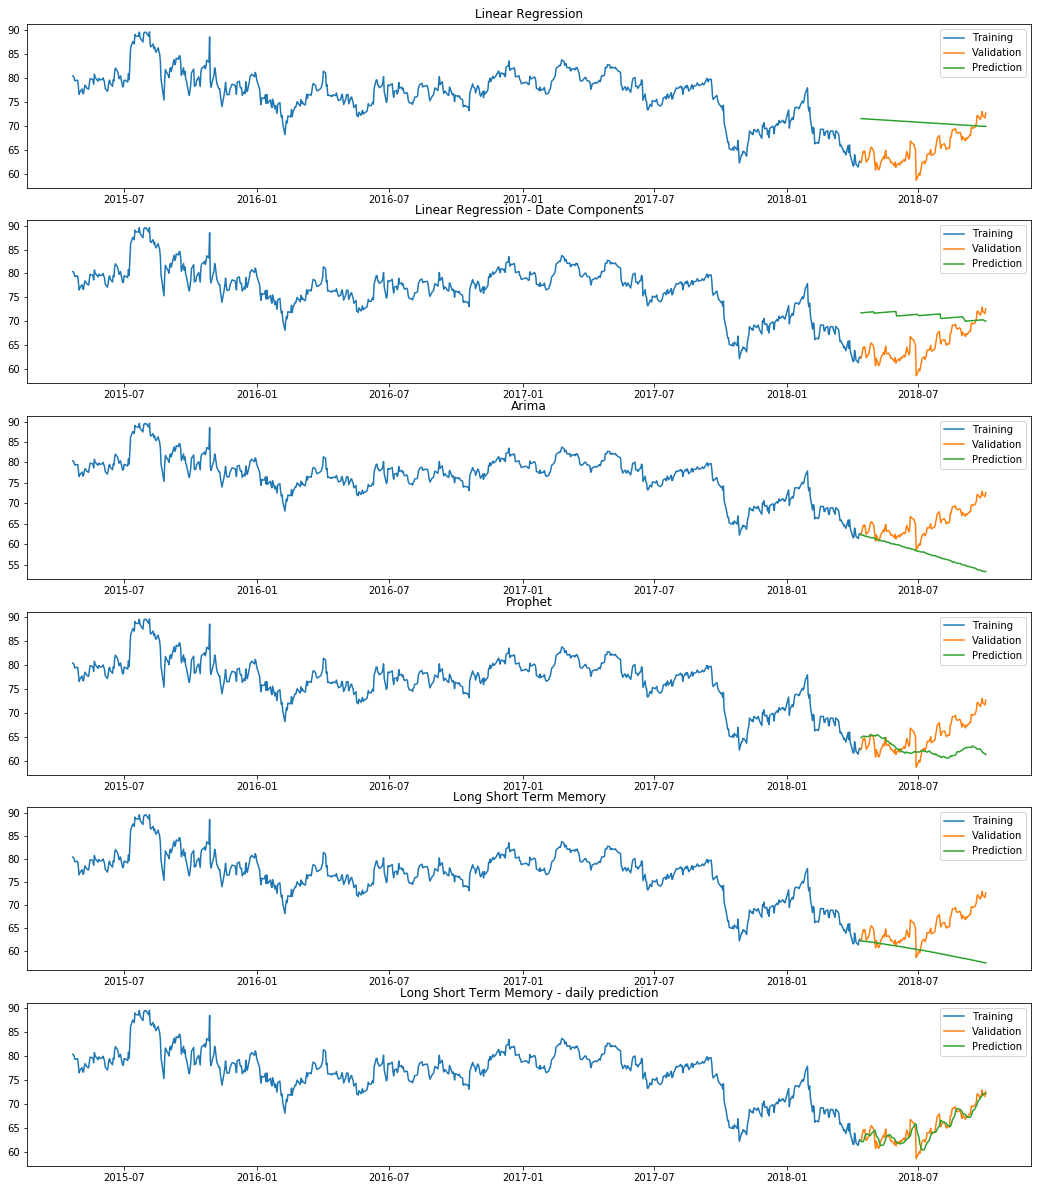 Linear Regression
90
85
80
75
70
65
60
Training
Validation
Prediction
2015-07 2016-01 2016-07 2017-01 2017-07 2018-01 2018-07
Linear Regression - Date Components
90
85
80
75
70
65
60
Training
Validation
Prediction
2015-07 2016-01 2016-07 2017-01 2017-07 2018-01 2018-07
Arima
90
85
80
75
70
65
60
55
Training
Validation
Prediction
2015-07 2016-01 2016-07 2017-01 2017-07 2018-01 2018-07
Prophet
90
85
80
75
70
65
60
Training
Validation
Prediction
2015-07 2016-01 2016-07 2017-01 2017-07 2018-01 2018-07
Long Short Term Memory
90
85
80
75
70
65
60
Training
Validation
Prediction
2015-07 2016-01 2016-07 2017-01 2017-07 2018-01 2018-07
Long Short Term Memory - daily prediction
90
85
80
75
70
65
60
Training
Validation
Prediction
2015-07 2016-01 2016-07 2017-01 2017-07 2018-01 2018-07